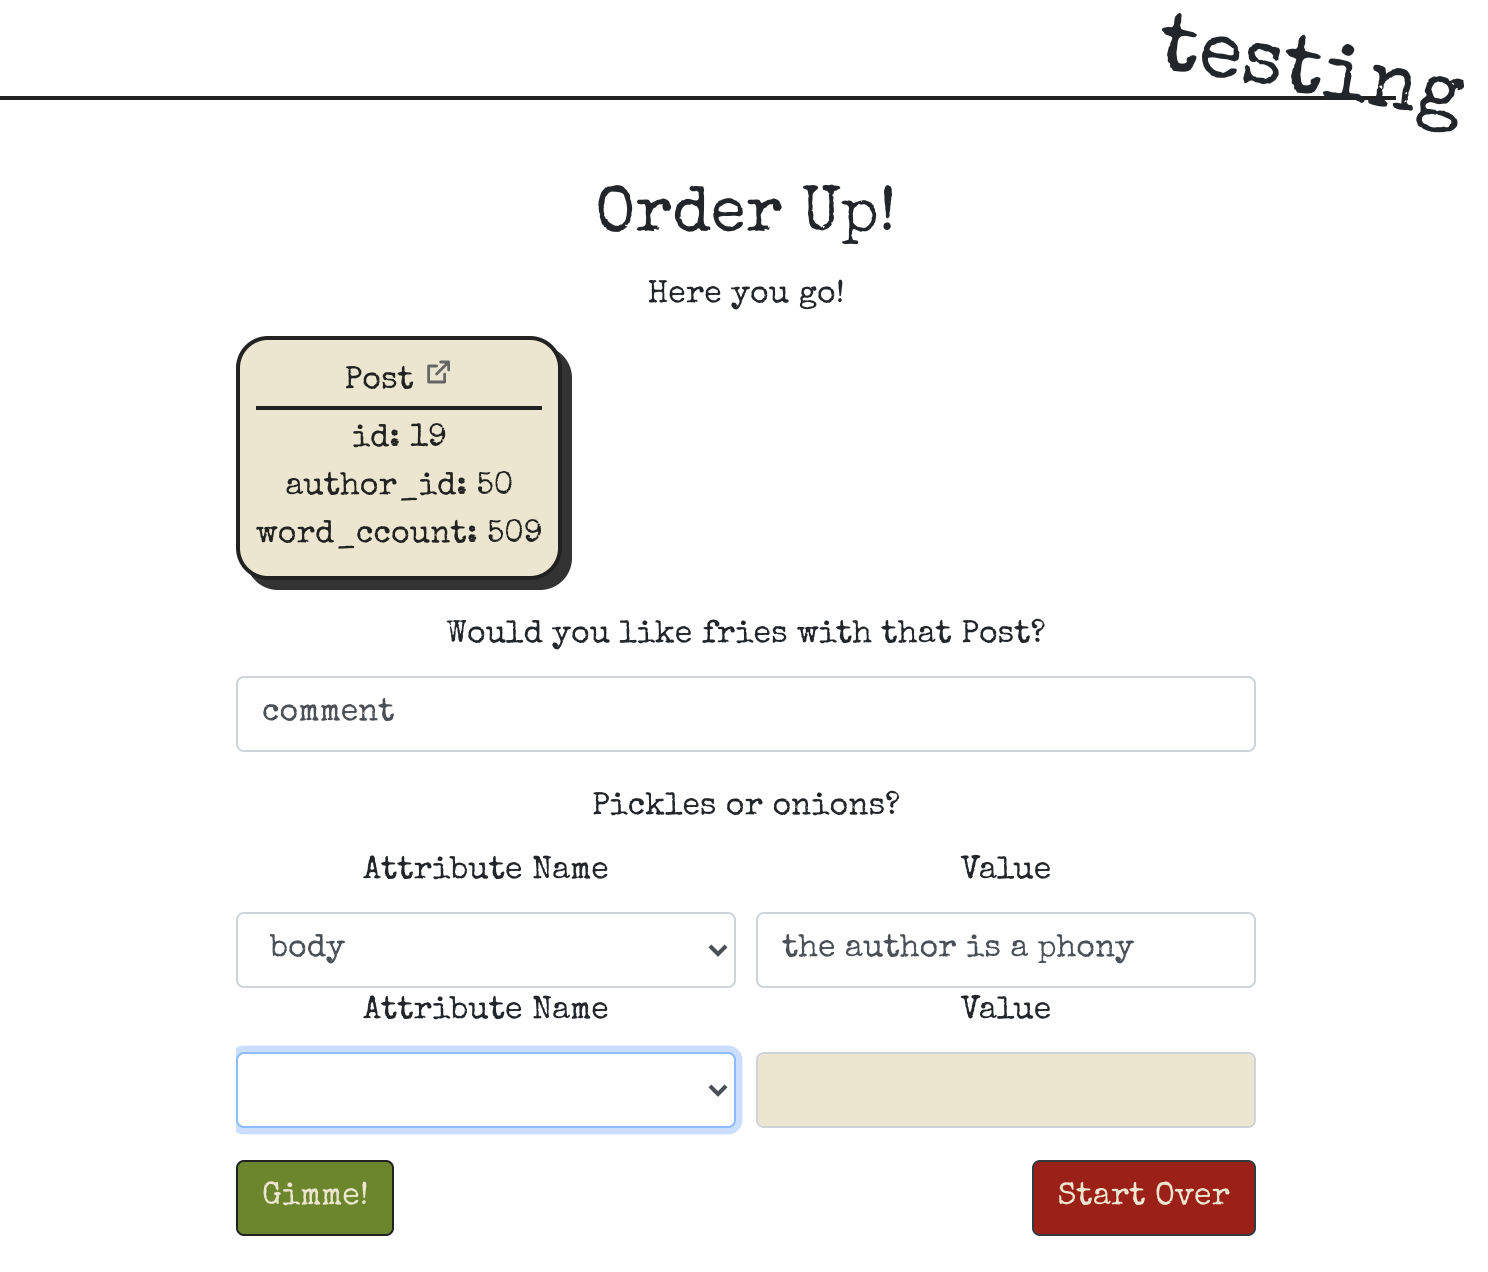 testing
Order Up!
Here you go!
Post
id: 19
author_id: 50
word_ccount: 509
Would you like fries with that Post?
comment
Pickles or onions?
Attribute Name Value
body the author is a phony
Attribute Name Value
Gimme! Start Over